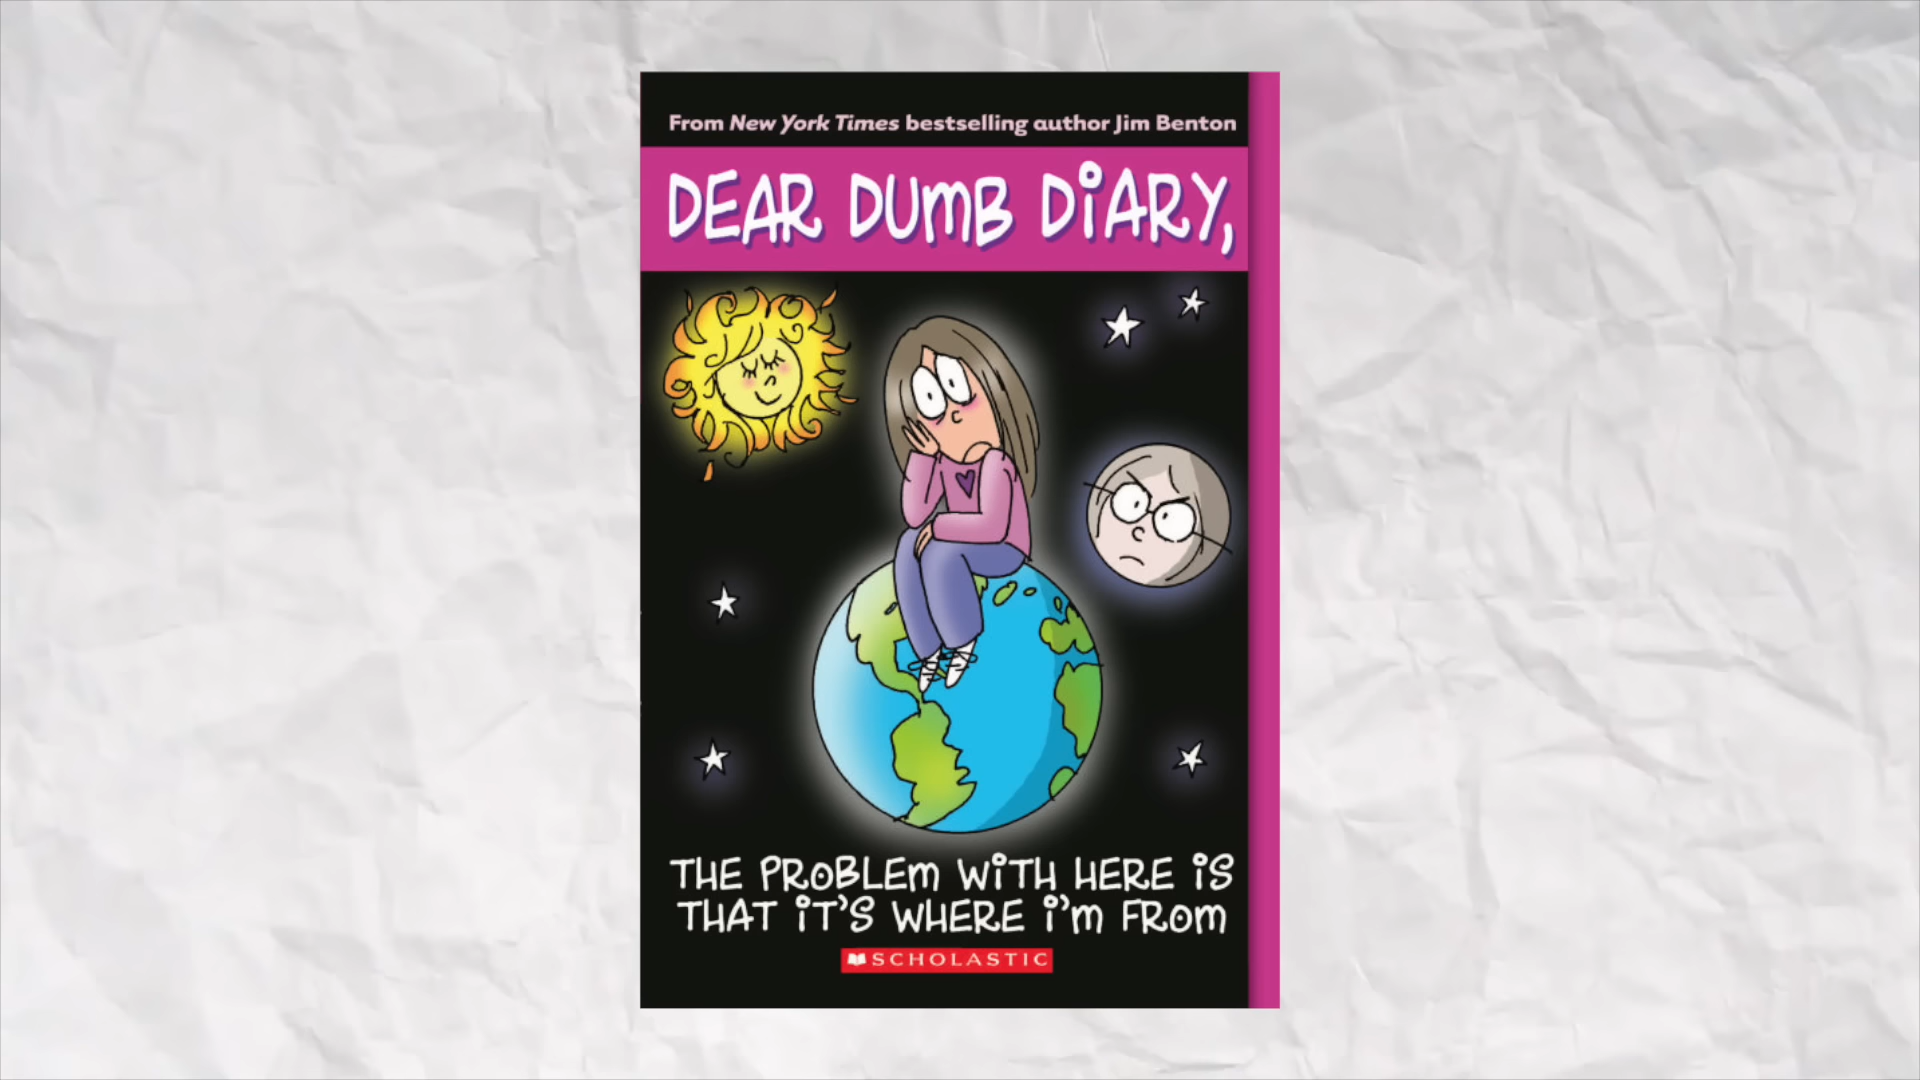 From New York Times bestselling author Jim Benton
DEAR DUMB DiARY,
THE PROBLEM WiTH HERE iS
THAT iT'S WHERE i'm FROM
SCHOLASTIC